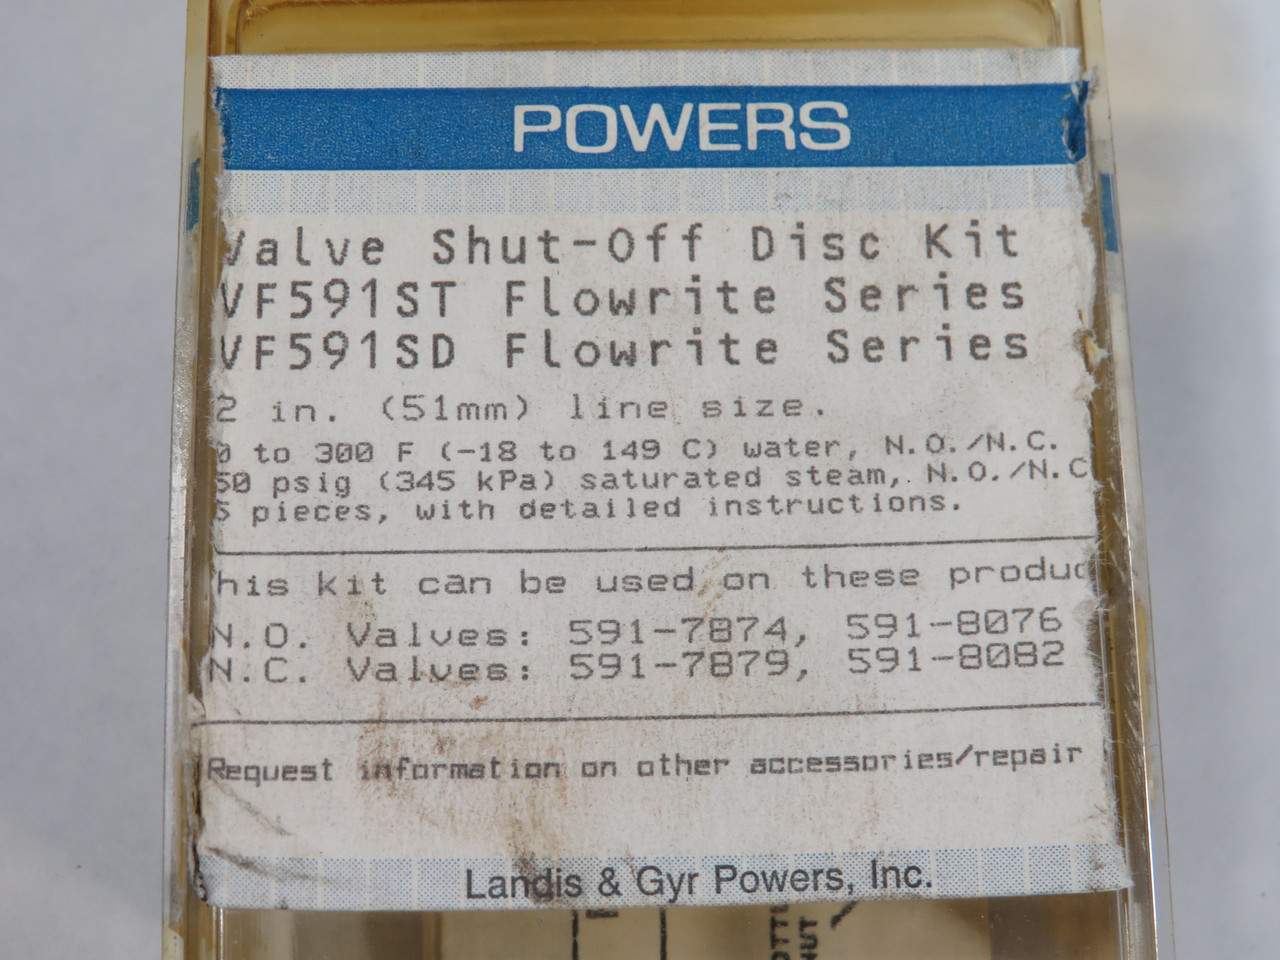 POWERS
Valve Shut-Off Disc Kit
VF591ST Flowrite Series
VF591SD Flowrite Series
2 in. (51mm) line size.
0 to 300 F (-18 to 149 C) water, N.O./N.C.
50 psig (345 kPa) saturated steam, N.O./N.C
5 pieces, with detailed instructions.
his kit can be used on these produc
N.O. Valves: 591-7874, 591-8076
N.C. Valves: 591-7879, 591-8082
Request information on other accessories/repair
Landis & Gyr Powers, Inc.